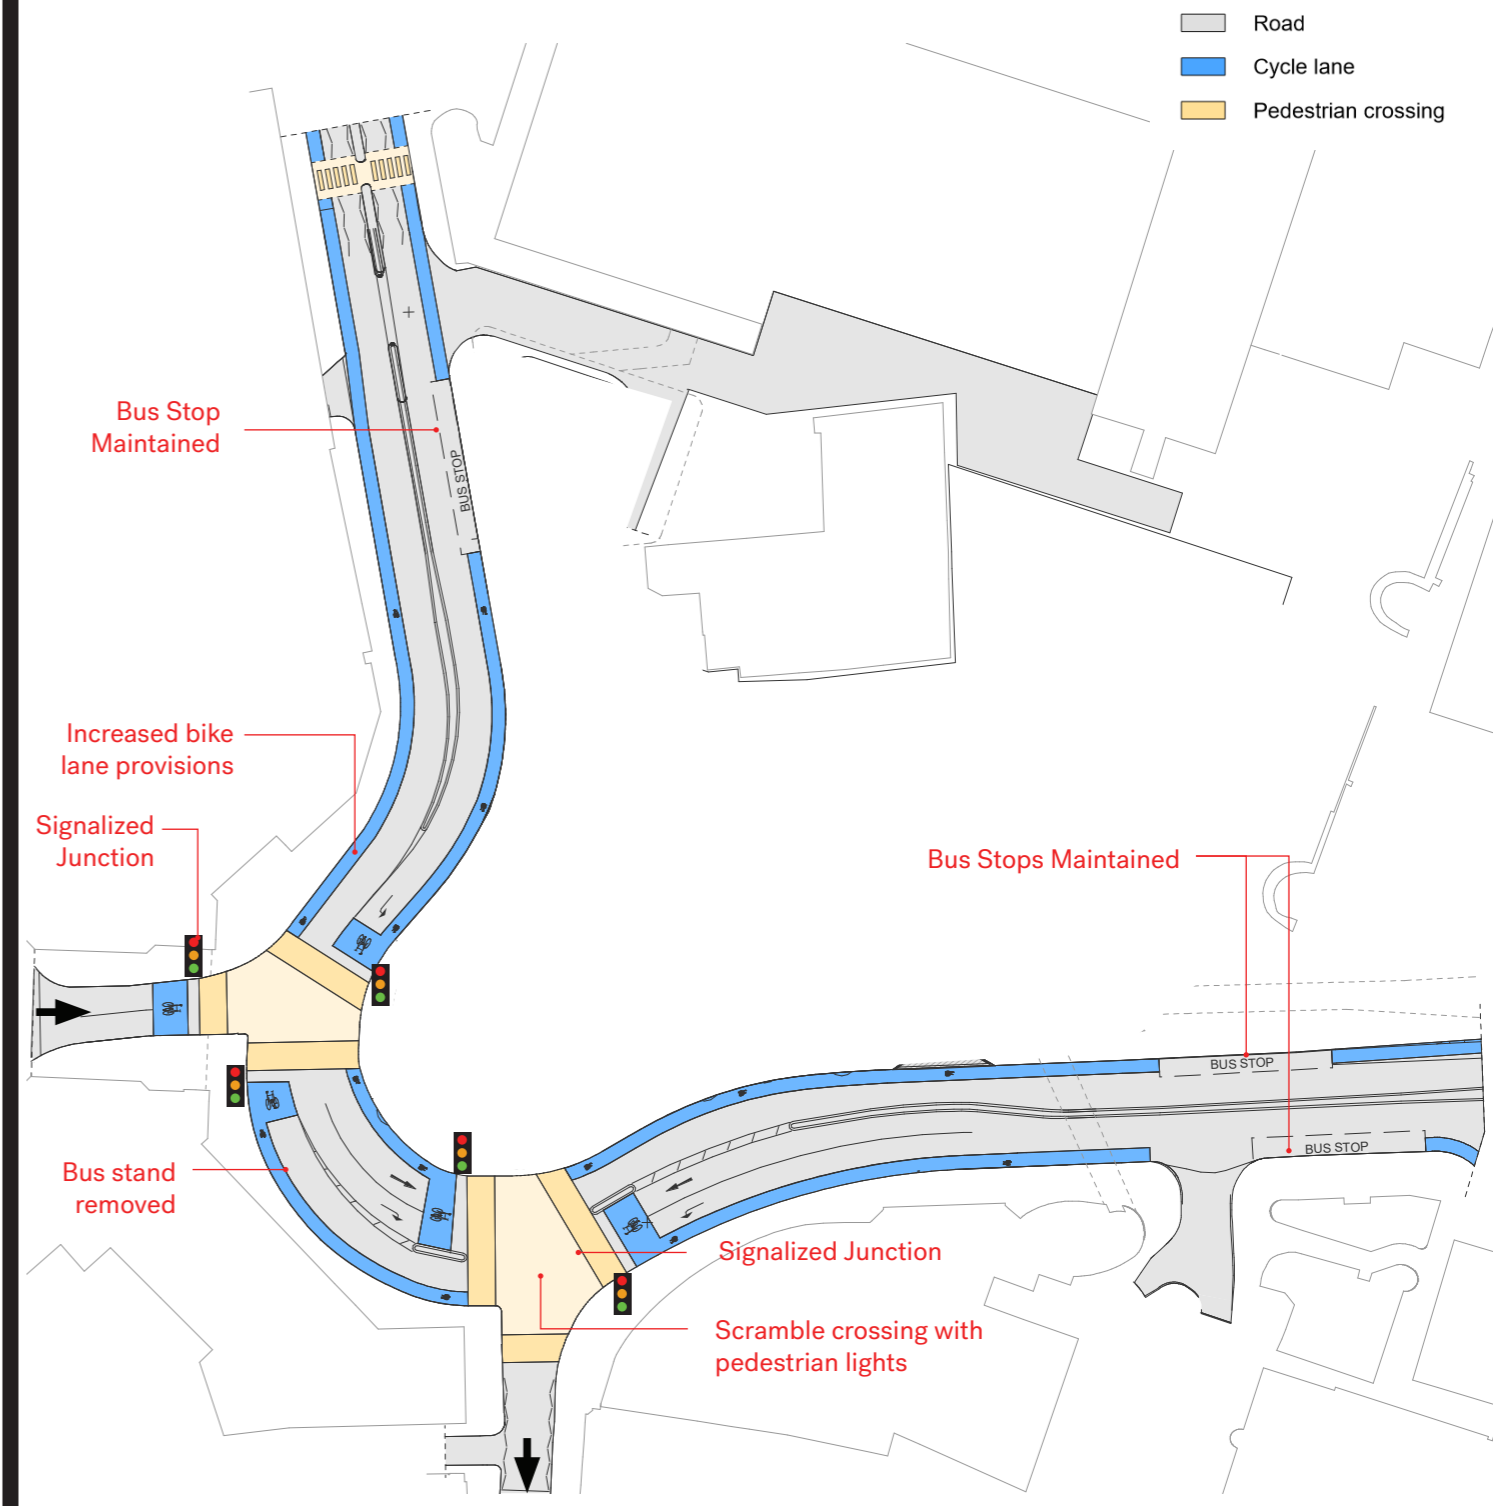 Road
Cycle lane
Pedestrian crossing
Bus Stop
Maintained
BUS STOP
Increased bike
lane provisions
Signalized
Junction
Bus Stops Maintained
BUS STOP
BUS STOP
Bus stand
removed
Signalized Junction
Scramble crossing with
pedestrian lights